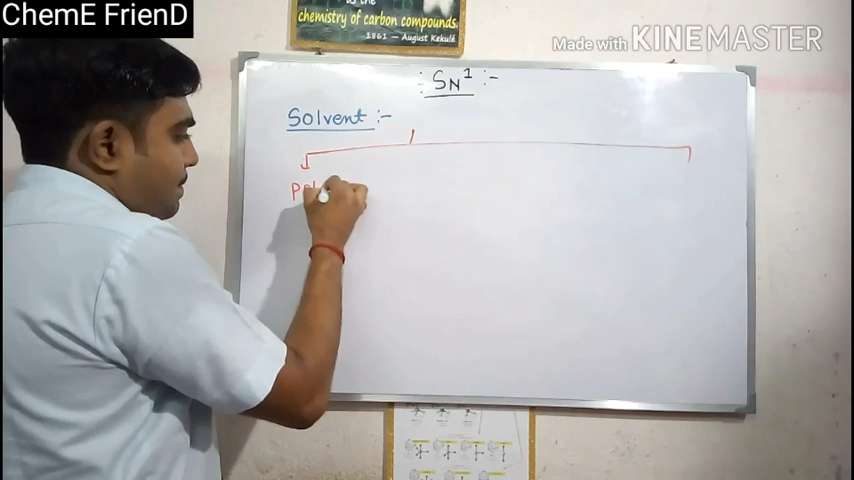 ChemE FrienD
chemistry of carbon compounds.
1861 — August Kekulé
Made with KINEMASTER
: SN1 :-
Solvent :-